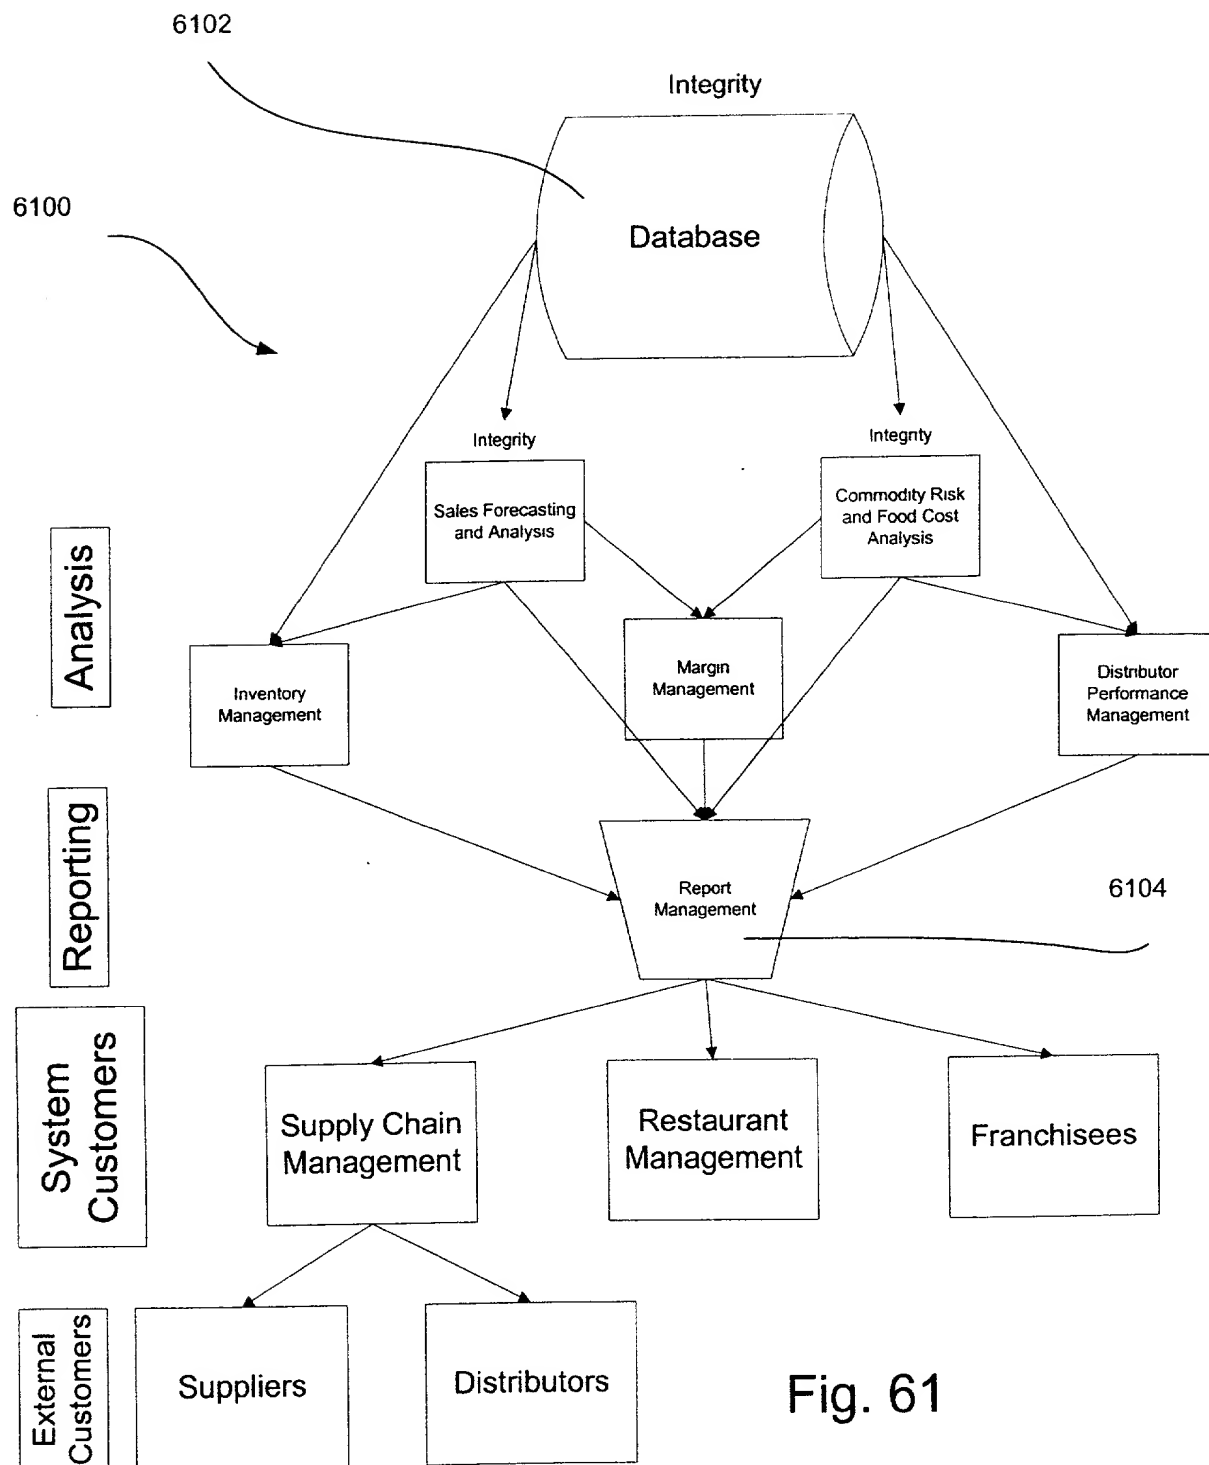 6102
Integrity
6100
Database
Integrity
Integrity
Sales Forecasting
and Analysis
Commodity Risk
and Food Cost
Analysis
Analysis
Inventory
Management
Margin
Management
Distributor
Performance
Management
Reporting
Report
Management
6104
System
Customers
Supply Chain
Management
Restaurant
Management
Franchisees
External
Customers
Suppliers
Distributors
Fig. 61